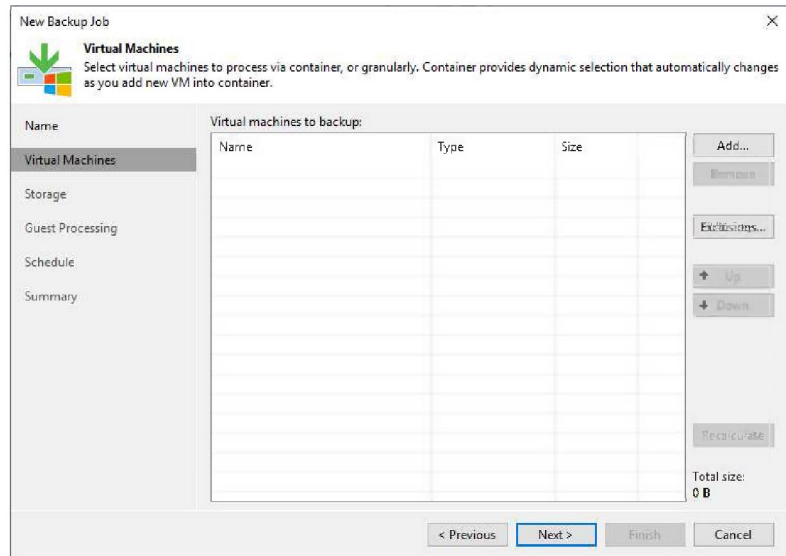 New Backup Job
Virtual Machines
Select virtual machines to process via container, or granularly. Container provides dynamic selection that automatically changes
as you add new VM into container.
Name
Virtual Machines
Storage
Guest Processing
Schedule
Summary
Virtual machines to backup:
Name Type Size
Add...
Remove
Exclusions...
Up
Down
Recalculate
Total size:
0 B
< Previous Next > Finish Cancel